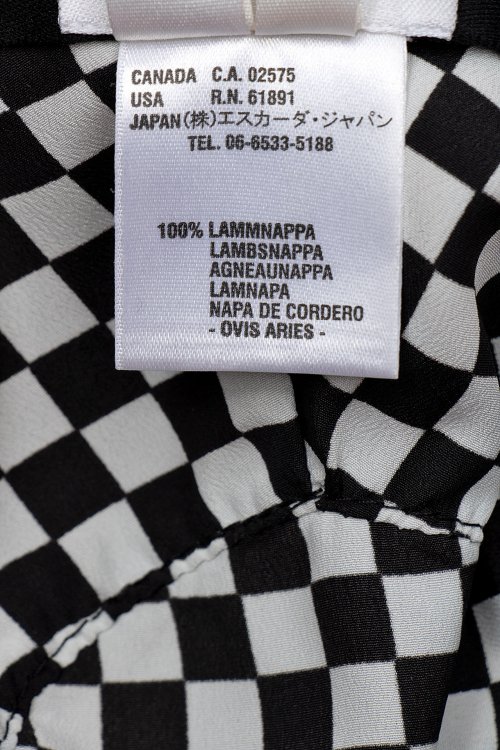 CANADA C.A. 02575
USA R.N. 61891
JAPAN(株)エスカーダ・ジャパン
TEL. 06-6533-5188
100% LAMMNAPPA
LAMBSNAPPA
AGNEAUNAPPA
LAMNAPA
NAPA DE CORDERO
- OVIS ARIES -